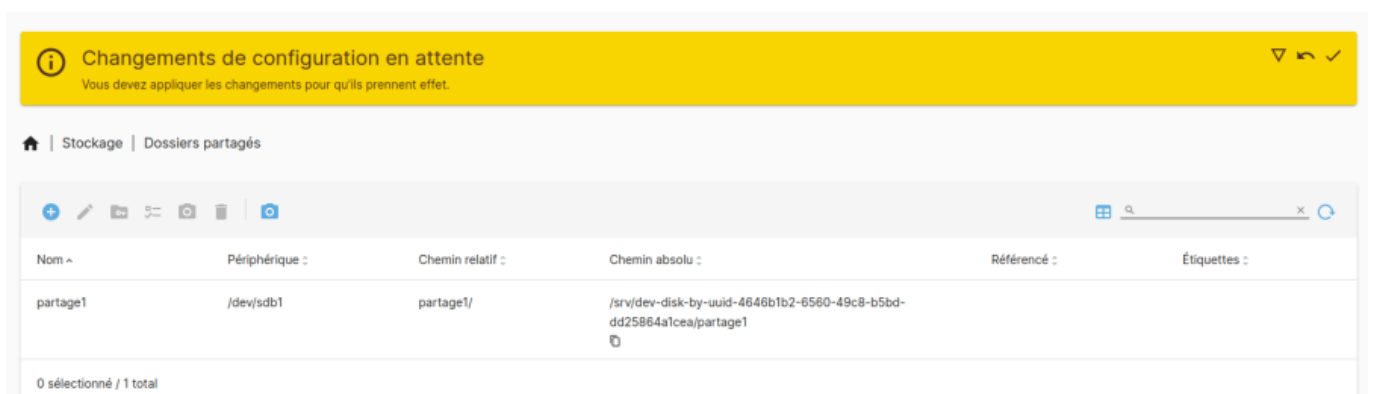 Changements de configuration en attente
Vous devez appliquer les changements pour qu'ils prennent effet.
| Stockage | Dossiers partagés
Nom Périphérique Chemin relatif Chemin absolu Référencé Étiquettes
partage1 /dev/sdb1 partage1/ /srv/dev-disk-by-uuid-4646b1b2-6560-49c8-b5bd-
dd25864a1cea/partage1
0 sélectionné / 1 total